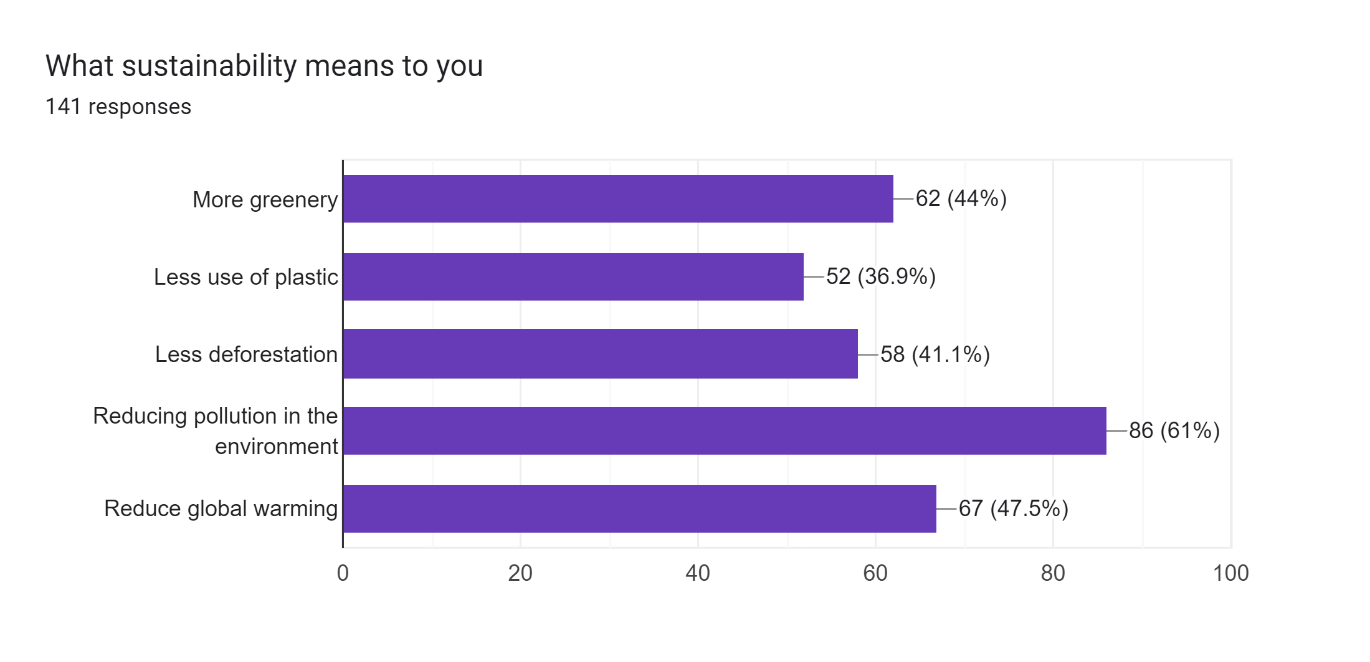 What sustainability means to you
141 responses
More greenery
62 (44%)
Less use of plastic
52 (36.9%)
Less deforestation
58 (41.1%)
Reducing pollution in the
environment
86 (61%)
Reduce global warming
67 (47.5%)
0 20 40 60 80 100